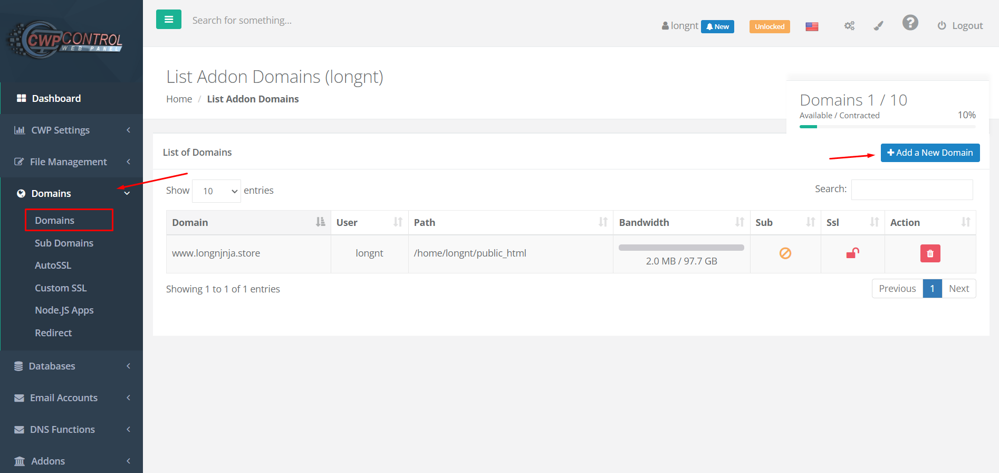 CWPCONTROL
WEB PANEL
Search for something...
longnt New Unlocked Logout
Dashboard
CWP Settings
File Management
Domains
Domains
Sub Domains
AutoSSL
Custom SSL
Node.JS Apps
Redirect
Databases
Email Accounts
DNS Functions
Addons
List Addon Domains (longnt)
Home / List Addon Domains
Domains 1 / 10
Available / Contracted 10%
List of Domains
Add a New Domain
Show 10 entries
Search:
Domain User Path Bandwidth Sub Ssl Action
www.longnjnja.store longnt /home/longnt/public_html 2.0 MB / 97.7 GB
Showing 1 to 1 of 1 entries
Previous 1 Next